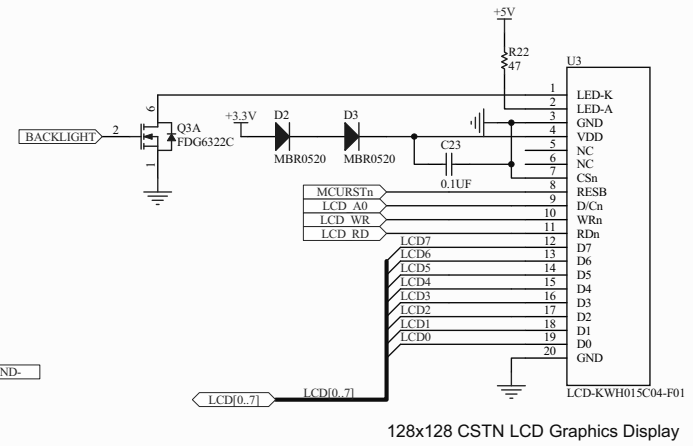 +5V
R22
47
U3
1 LED-K
2 LED-A
3 GND
4 VDD
5 NC
6 NC
7 CSn
8 RESB
9 D/Cn
10 WRn
11 RDn
12 D7
13 D6
14 D5
15 D4
16 D3
17 D2
18 D1
19 D0
20 GND
LCD-KWH015C04-F01
BACKLIGHT
2
6
1
Q3A
FDG6322C
+3.3V
D2
MBR0520
D3
MBR0520
C23
0.1UF
MCURSTn
LCD_A0
LCD_WR
LCD_RD
LCD7
LCD6
LCD5
LCD4
LCD3
LCD2
LCD1
LCD0
ND-
LCD[0..7]
LCD[0..7]
128x128 CSTN LCD Graphics Display